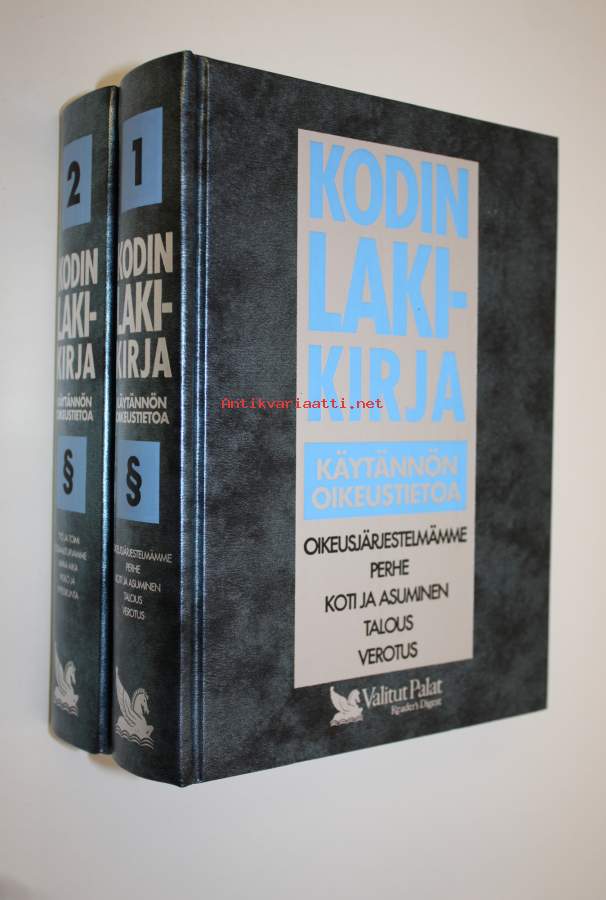 2
KODIN
LAKI-
KIRJA
KÄYTÄNNÖN
OIKEUSTIETOA
§
1
KODIN
LAKI-
KIRJA
KÄYTÄNNÖN
OIKEUSTIETOA
§
OIKEUSJÄRJESTELMÄMME
PERHE
KOTI JA ASUMINEN
TALOUS
VEROTUS
KODIN
LAKI-
KIRJA
Antikvariaatti.net
KÄYTÄNNÖN
OIKEUSTIETOA
OIKEUSJÄRJESTELMÄMME
PERHE
KOTI JA ASUMINEN
TALOUS
VEROTUS
Valitut Palat
Reader's Digest